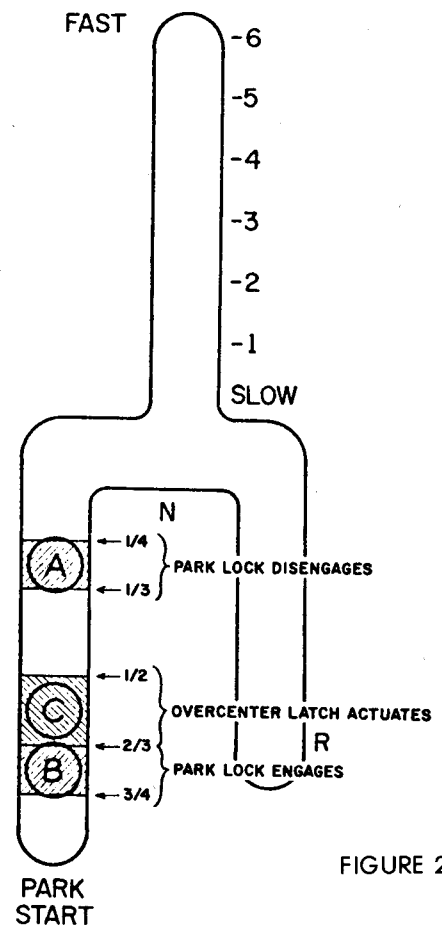 FAST
-6
-5
-4
-3
-2
-1
SLOW
N
1/4
A
PARK LOCK DISENGAGES
1/3
1/2
C
OVERCENTER LATCH ACTUATES
2/3
R
B
PARK LOCK ENGAGES
3/4
PARK
START
FIGURE 2